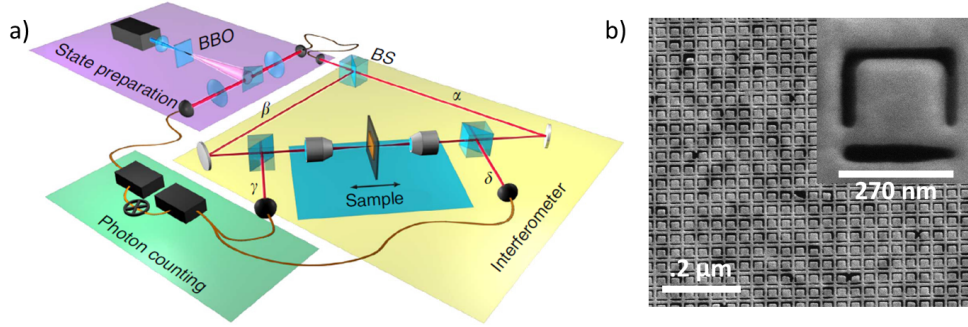 a)
State preparation
BBO
BS
α
β
γ
δ
Sample
Interferometer
Photon counting
b)
270 nm
.2 μm